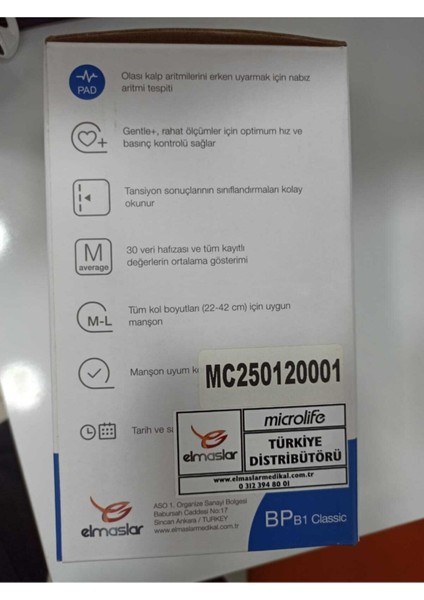 PAD
Olası kalp aritmilerini erken uyarmak için nabız
aritmi tespiti
Gentle+, rahat ölçümler için optimum hız ve
basınç kontrolü sağlar
Tansiyon sonuçlarının sınıflandırmaları kolay
okunur
M
average
30 veri hafızası ve tüm kayıtlı
değerlerin ortalama gösterimi
M-L
Tüm kol boyutları (22-42 cm) için uygun
manşon
Manşon uyum
MC250120001
Tarih ve
elmaslar
microlife
TÜRKİYE
DİSTRİBÜTÖRÜ
www.elmaslarmedikal.com.tr
0 312 394 80 01
elmaslar
ASO 1. Organize Sanayi Bölgesi
Babürşah Caddesi No:17
Sincan Ankara / TURKEY
www.elmaslarmedikal.com.tr
BP B1 Classic